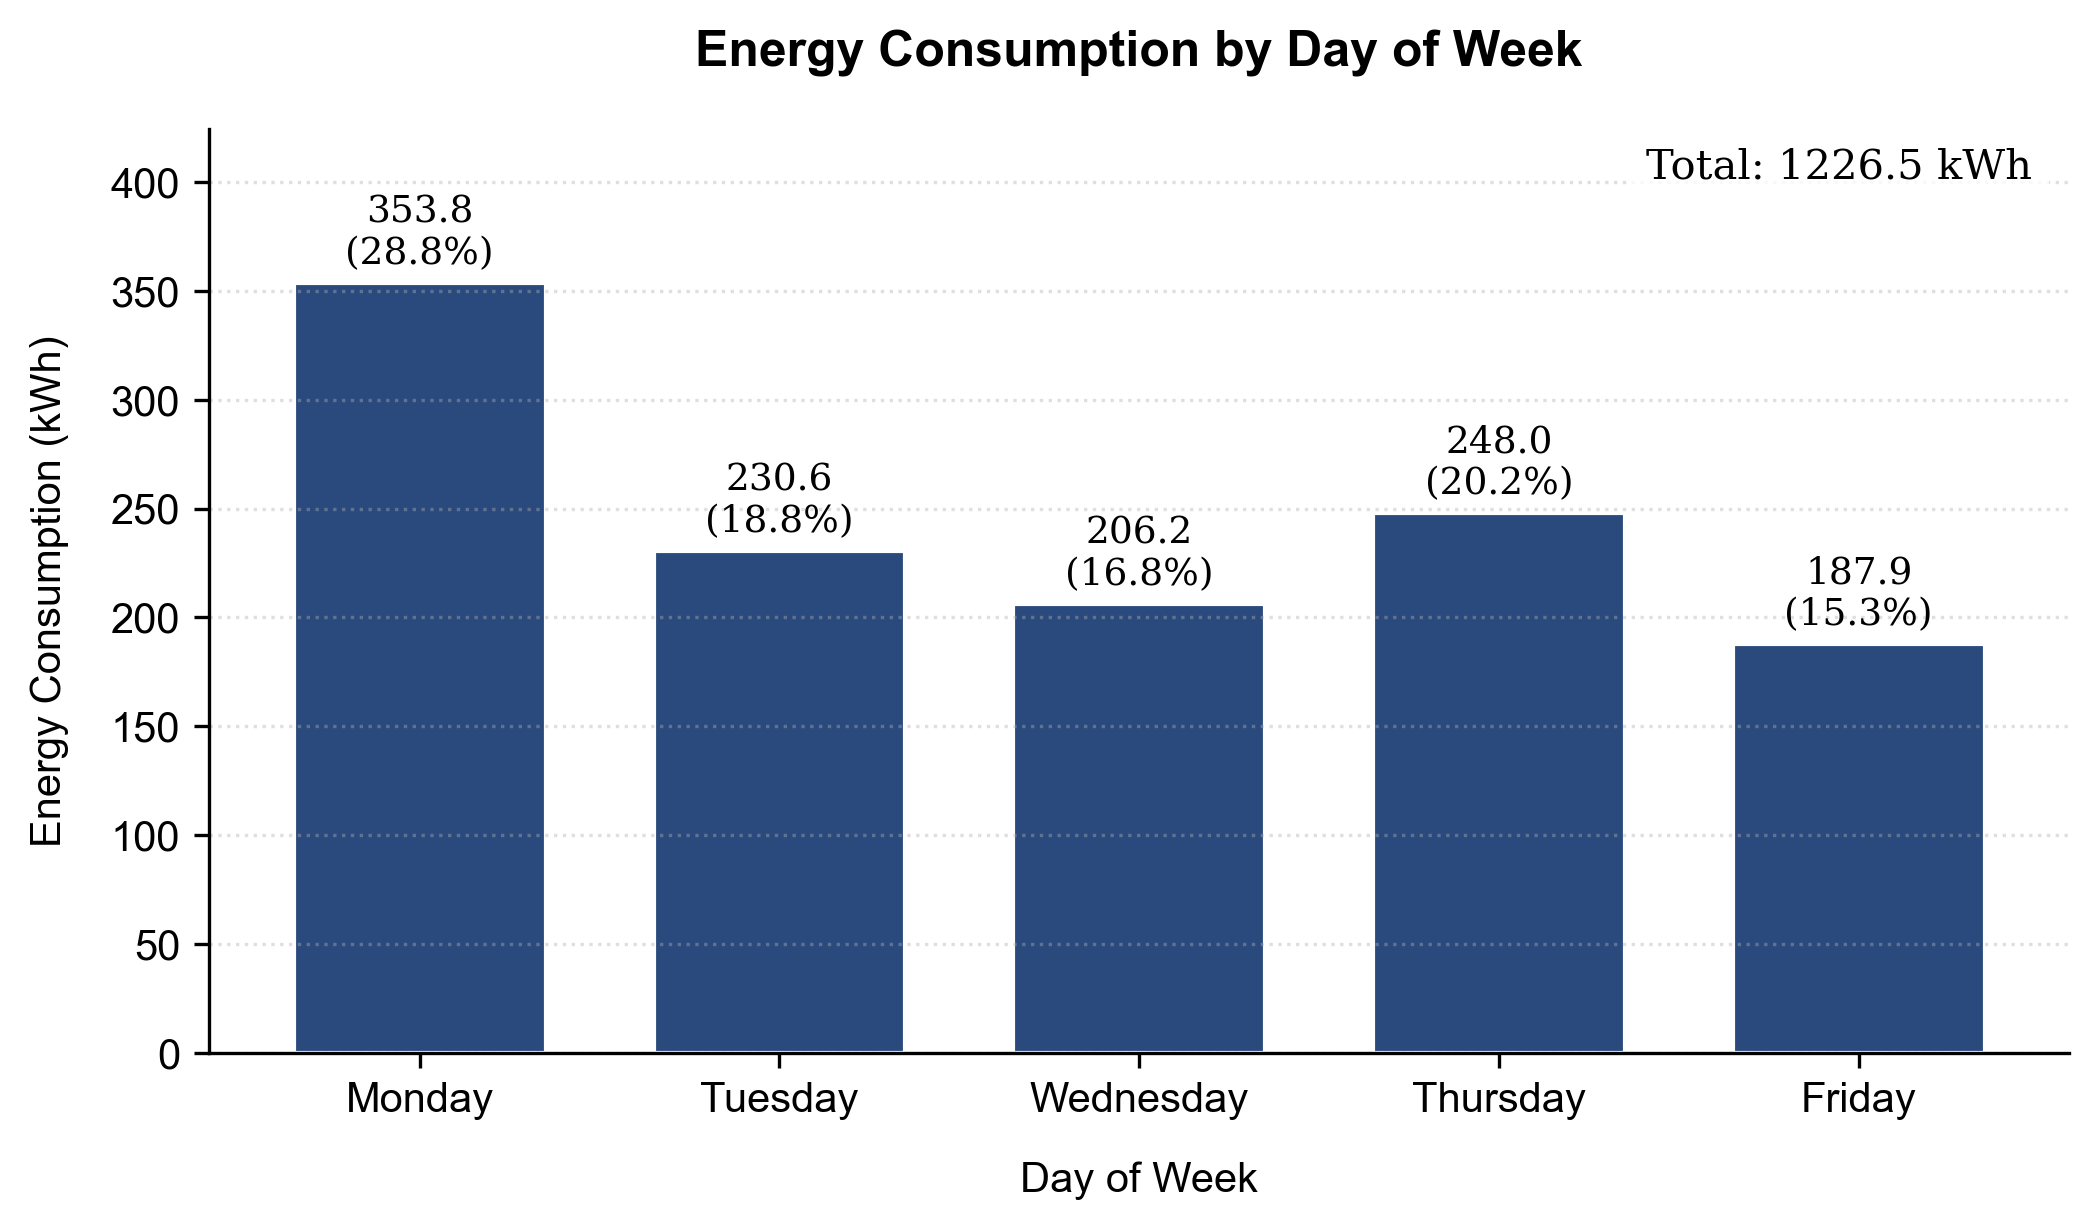 Energy Consumption by Day of Week
Total: 1226.5 kWh
Energy Consumption (kWh)
400
350
300
250
200
150
100
50
0
353.8
(28.8%)
230.6
(18.8%)
206.2
(16.8%)
248.0
(20.2%)
187.9
(15.3%)
Monday
Tuesday
Wednesday
Thursday
Friday
Day of Week